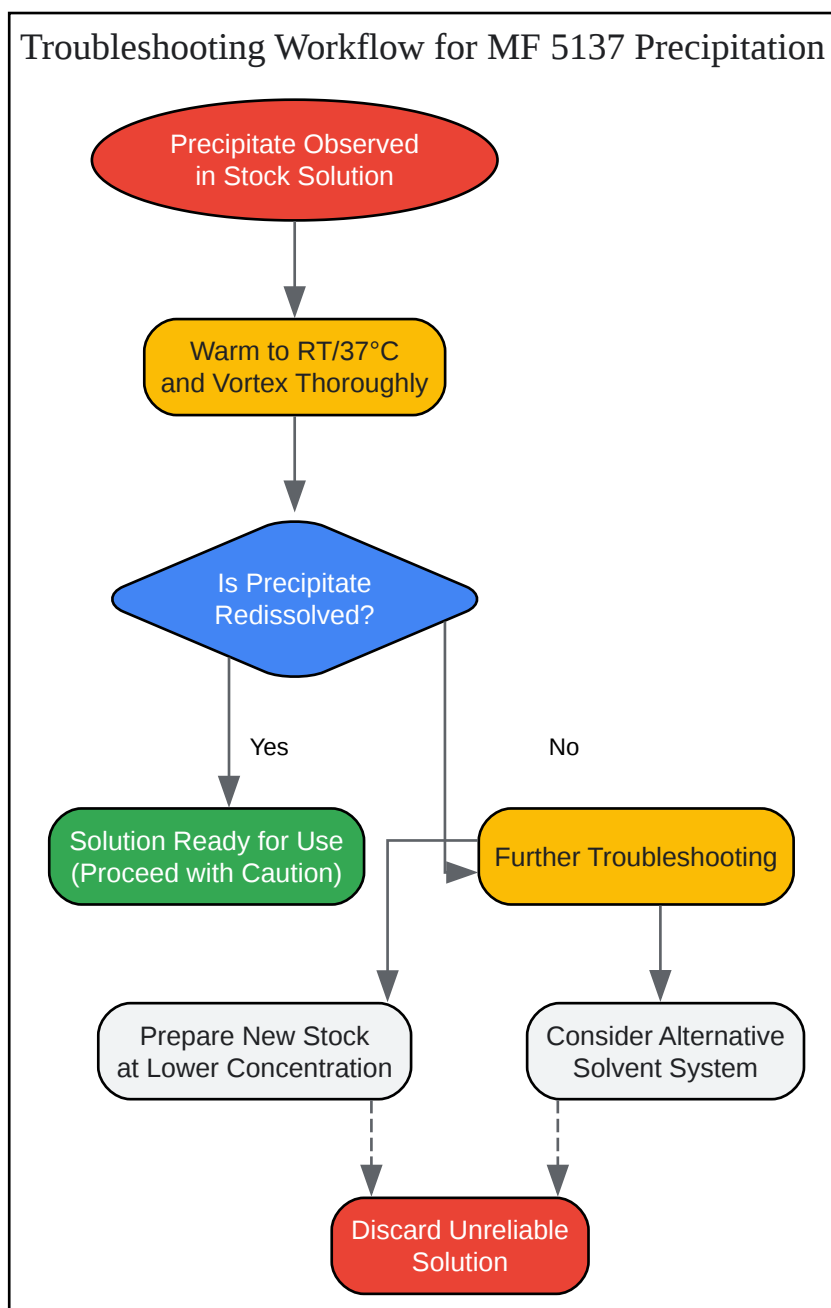 Troubleshooting Workflow for MF 5137 Precipitation
Precipitate Observed
in Stock Solution
Warm to RT/37°C
and Vortex Thoroughly
Is Precipitate
Redissolved?
Yes
No
Solution Ready for Use
(Proceed with Caution)
Further Troubleshooting
Prepare New Stock
at Lower Concentration
Consider Alternative
Solvent System
Discard Unreliable
Solution